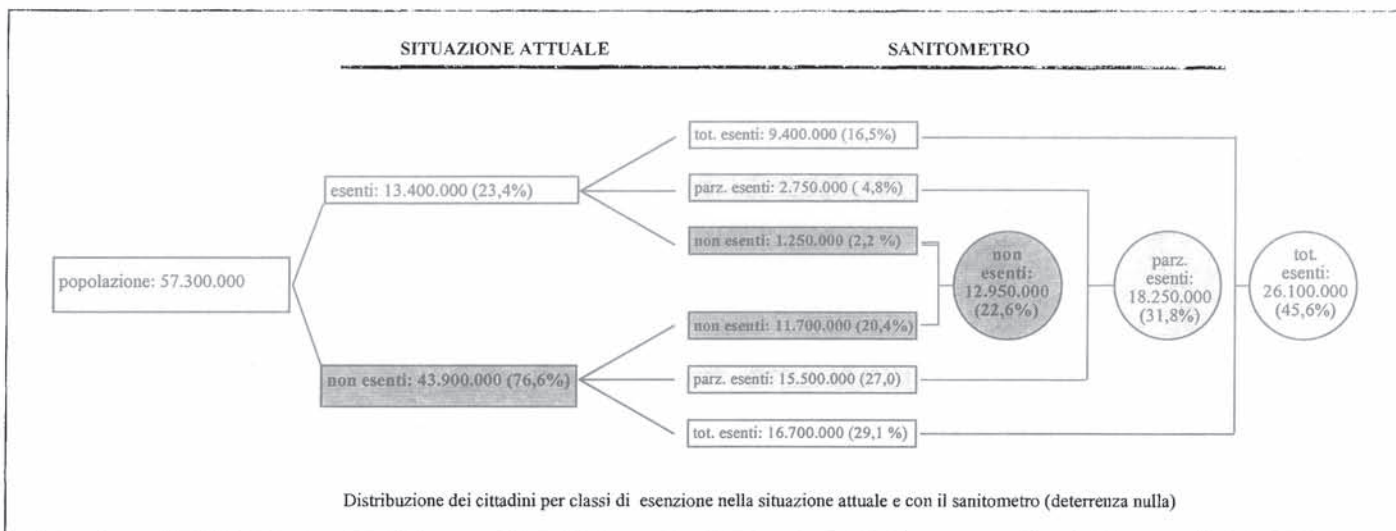 SITUAZIONE ATTUALE
SANITOMETRO
tot. esenti: 9.400.000 (16,5%)
esenti: 13.400.000 (23,4%)
parz. esenti: 2.750.000 ( 4,8%)
non esenti: 1.250.000 (2,2 %)
popolazione: 57.300.000
non
esenti:
12.950.000
(22,6%)
parz.
esenti:
18.250.000
(31,8%)
tot.
esenti:
26.100.000
(45,6%)
non esenti: 11.700.000 (20,4%)
non esenti: 43.900.000 (76,6%)
parz. esenti: 15.500.000 (27,0)
tot. esenti: 16.700.000 (29,1 %)
Distribuzione dei cittadini per classi di esenzione nella situazione attuale e con il sanitometro (deterrenza nulla)